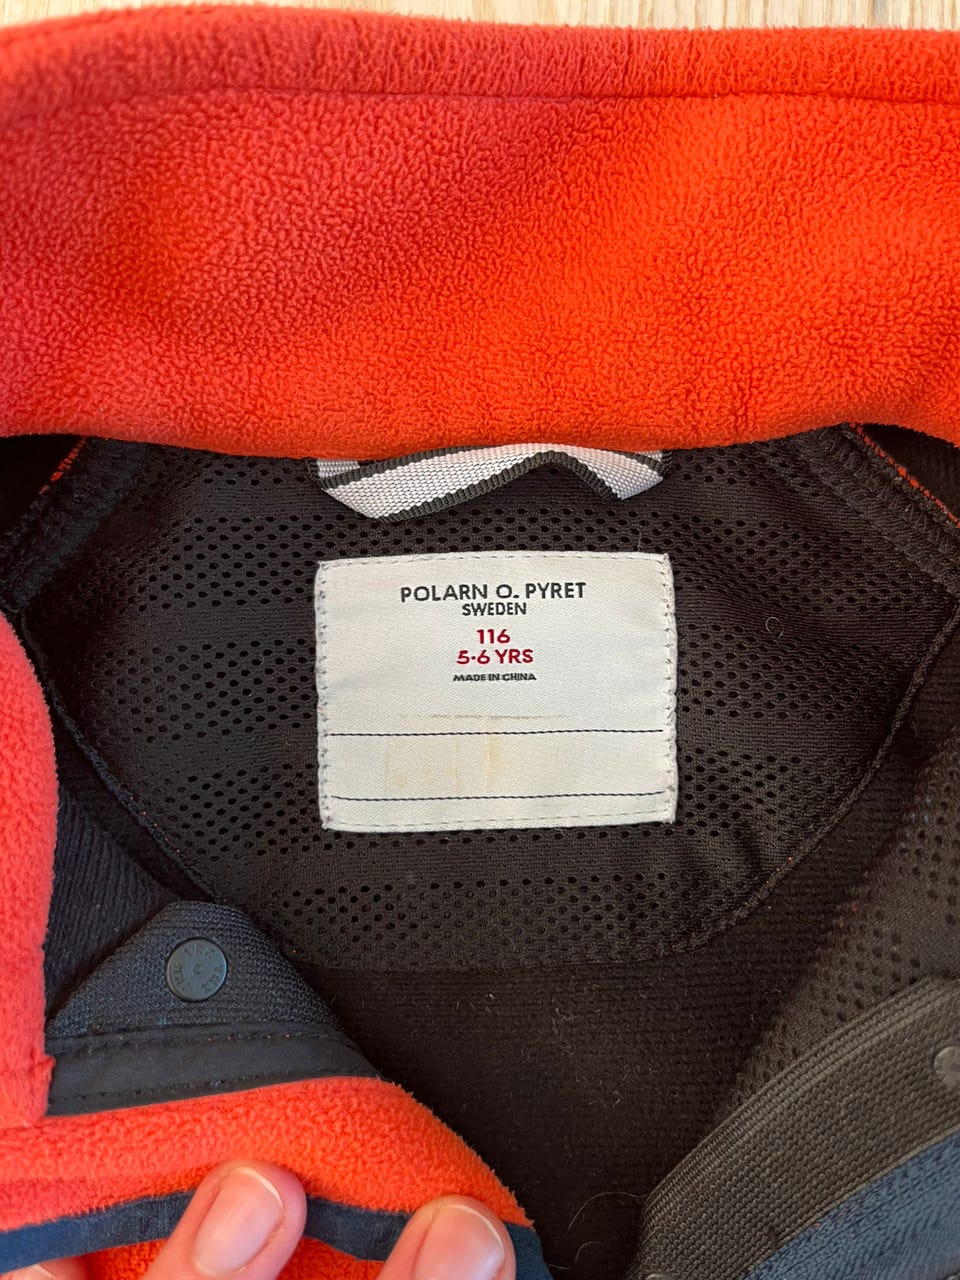 POLARN O. PYRET
SWEDEN
116
5-6 YRS
MADE IN CHINA